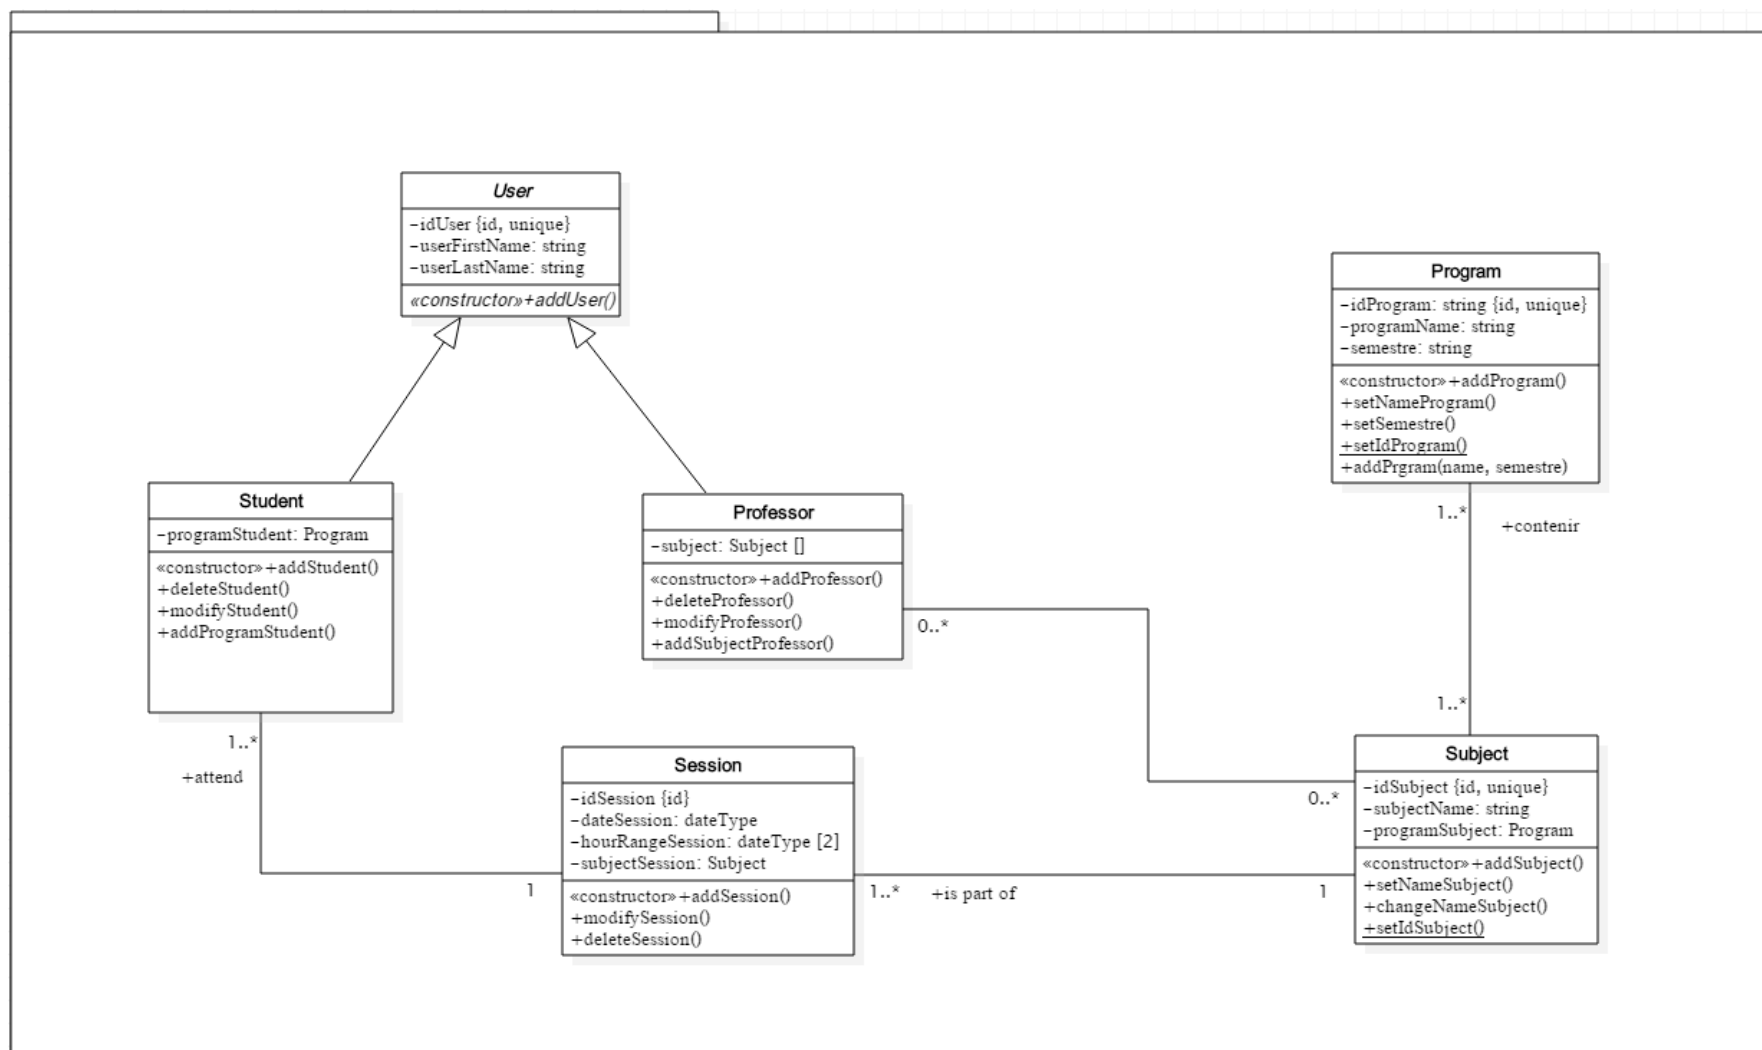 User
-idUser {id, unique}
-userFirstName: string
-userLastName: string
«constructor»+addUser()
Program
-idProgram: string {id, unique}
-programName: string
-semestre: string
«constructor»+addProgram()
+setNameProgram()
+setSemestre()
+setIdProgram()
+addPrgram(name, semestre)
Student
-programStudent: Program
«constructor»+addStudent()
+deleteStudent()
+modifyStudent()
+addProgramStudent()
Professor
-subject: Subject []
«constructor»+addProfessor()
+deleteProfessor()
+modifyProfessor()
+addSubjectProfessor()
1..*
+contenir
0..*
1..*
1..*
+attend
Session
-idSession {id}
-dateSession: dateType
-hourRangeSession: dateType [2]
-subjectSession: Subject
«constructor»+addSession()
+modifySession()
+deleteSession()
0..*
Subject
-idSubject {id, unique}
-subjectName: string
-programSubject: Program
«constructor»+addSubject()
+setNameSubject()
+changeNameSubject()
+setIdSubject()
1
1..*
+is part of
1